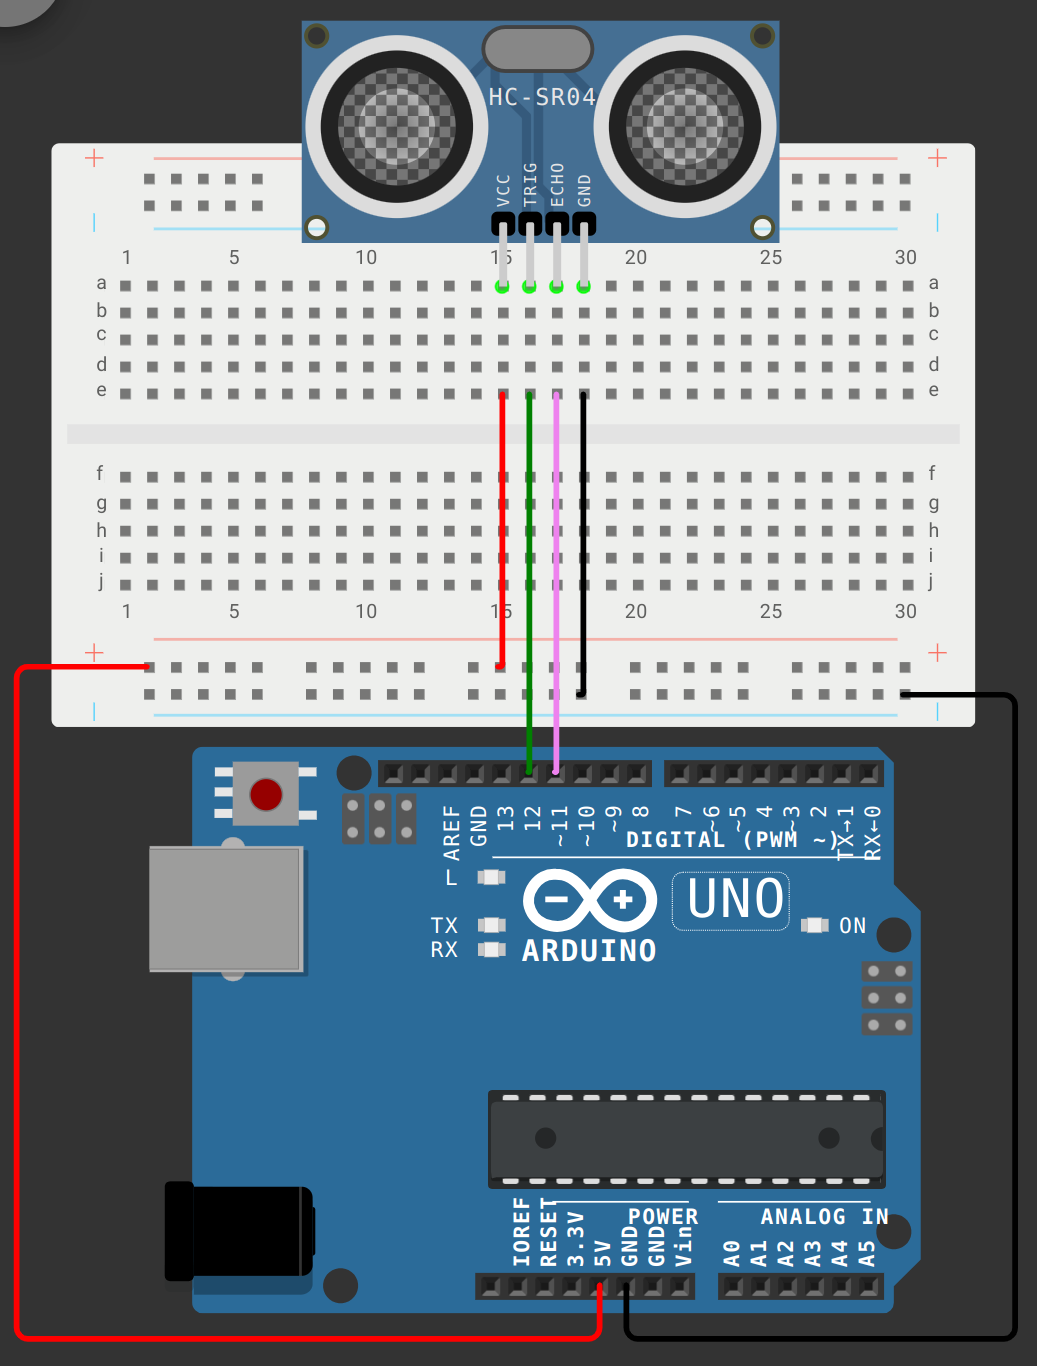 HC-SR04
VCC TRIG ECHO GND
+ +
1 5 10 15 20 25 30
a a
b b
c c
d d
e e
f f
g g
h h
i i
j j
1 5 10 15 20 25 30
+ +
AREF GND 13 12 ~11 ~10 ~9 8 7 ~6 ~5 4 ~3 2 TX→1 RX←0
DIGITAL (PWM ~)
L
UNO
TX ON
RX ARDUINO
POWER ANALOG IN
IOREF RESET 3.3V 5V GND GND Vin A0 A1 A2 A3 A4 A5